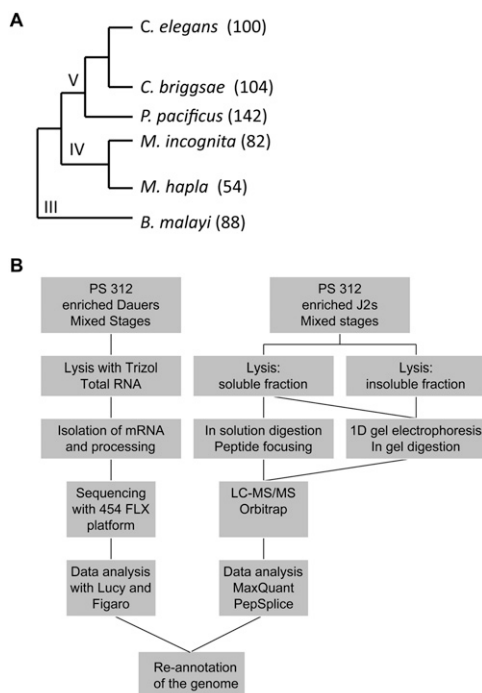 A
C. elegans (100)
V
C. briggsae (104)
P. pacificus (142)
M. incognita (82)
IV
M. hapla (54)
III
B. malayi (88)
B
PS 312
enriched Dauers
Mixed Stages
PS 312
enriched J2s
Mixed stages
Lysis with Trizol
Total RNA
Lysis:
soluble fraction
Lysis:
insoluble fraction
Isolation of mRNA
and processing
In solution digestion
Peptide focusing
1D gel electrophoresis
In gel digestion
Sequencing
with 454 FLX
platform
LC-MS/MS
Orbitrap
Data analysis
with Lucy and
Figaro
Data analysis
MaxQuant
PepSplice
Re-annotation
of the genome